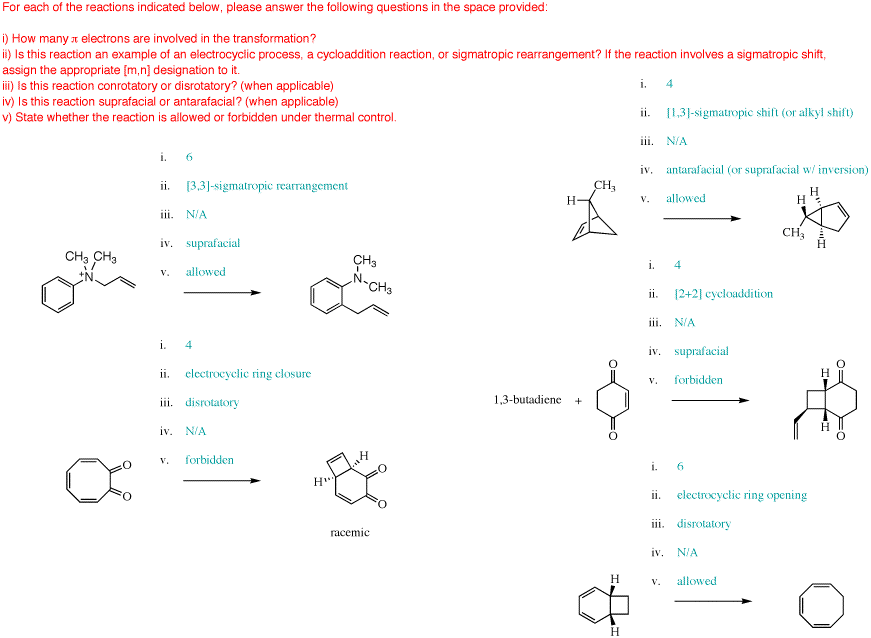 For each of the reactions indicated below, please answer the following questions in the space provided:
i) How many π electrons are involved in the transformation?
ii) Is this reaction an example of an electrocyclic process, a cycloaddition reaction, or sigmatropic rearrangement? If the reaction involves a sigmatropic shift,
assign the appropriate [m,n] designation to it.
iii) Is this reaction conrotatory or disrotatory? (when applicable)
iv) Is this reaction suprafacial or antarafacial? (when applicable)
v) State whether the reaction is allowed or forbidden under thermal control.
i. 6
ii. [3,3]-sigmatropic rearrangement
iii. N/A
iv. suprafacial
v. allowed
CH3 CH3
+N
CH3
N
CH3
i. 4
ii. electrocyclic ring closure
iii. disrotatory
iv. N/A
v. forbidden
O
O
H
H
O
O
racemic
i. 4
ii. [1,3]-sigmatropic shift (or alkyl shift)
iii. N/A
iv. antarafacial (or suprafacial w/ inversion)
v. allowed
CH3
H
H
H
CH3
H
i. 4
ii. [2+2] cycloaddition
iii. N/A
iv. suprafacial
v. forbidden
1,3-butadiene +
O
O
O
H
H
O
i. 6
ii. electrocyclic ring opening
iii. disrotatory
iv. N/A
v. allowed
H
H